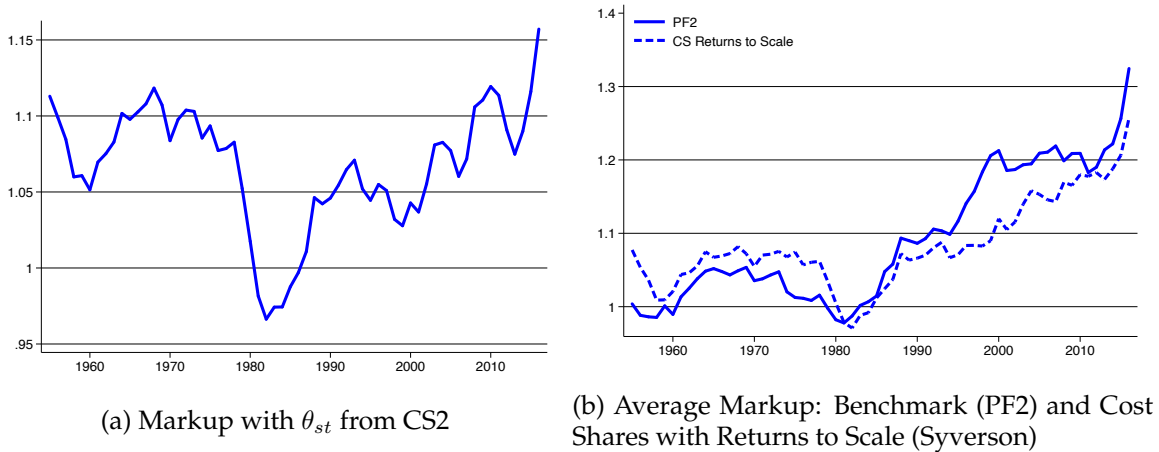 1.15
1.1
1.05
1
.95
1960 1970 1980 1990 2000 2010
(a) Markup with θst from CS2
1.4
PF2
CS Returns to Scale
1.3
1.2
1.1
1
1960 1970 1980 1990 2000 2010
(b) Average Markup: Benchmark (PF2) and Cost
Shares with Returns to Scale (Syverson)